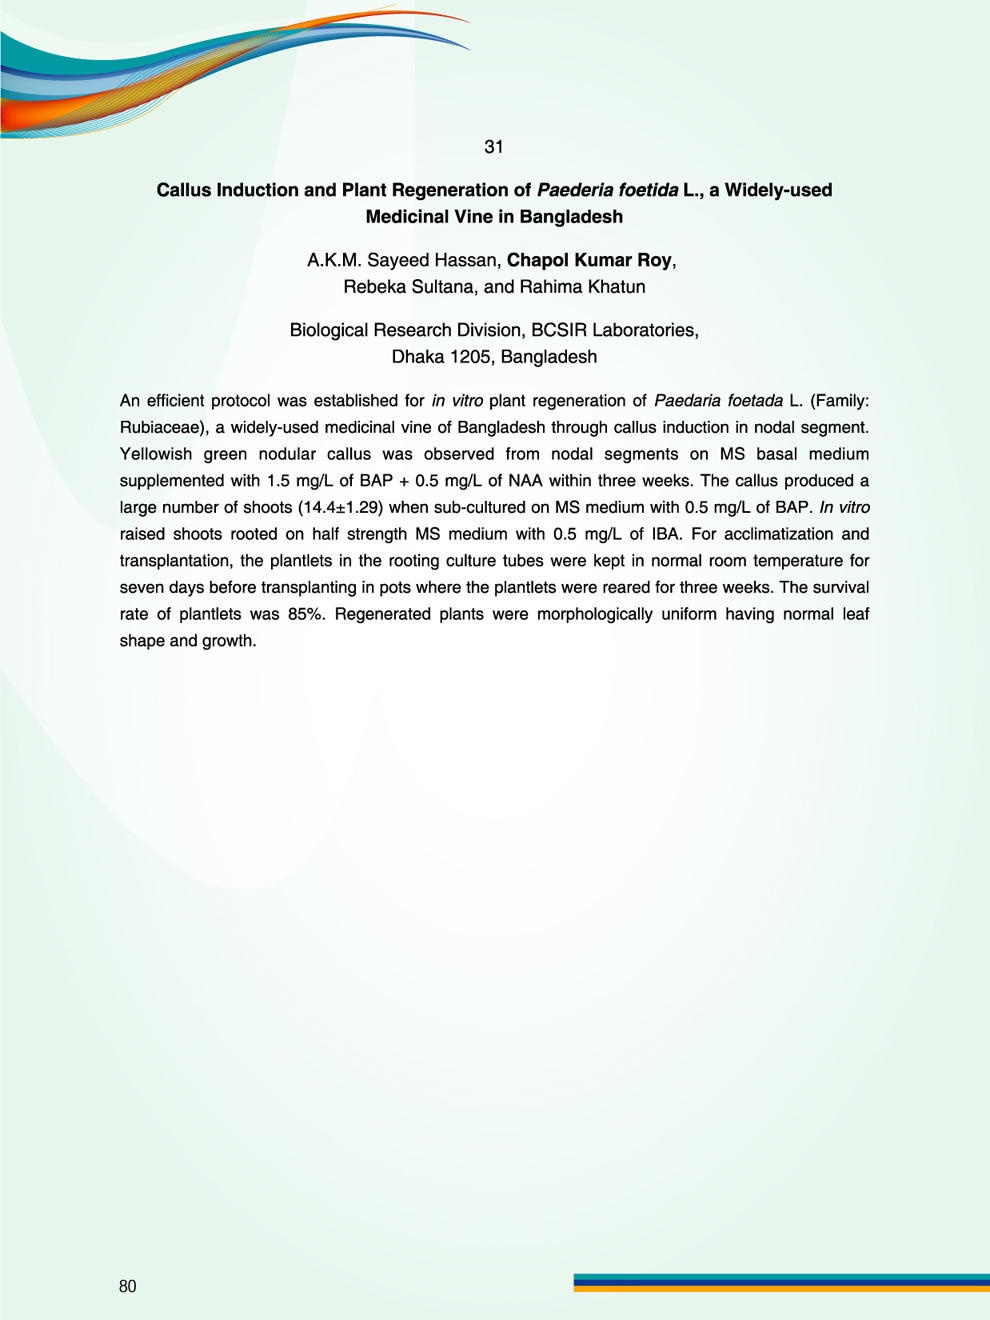 31
Callus Induction and Plant Regeneration of Paederia foetida L., a Widely-used
Medicinal Vine in Bangladesh
A.K.M. Sayeed Hassan, Chapol Kumar Roy,
Rebeka Sultana, and Rahima Khatun
Biological Research Division, BCSIR Laboratories,
Dhaka 1205, Bangladesh
An efficient protocol was established for in vitro plant regeneration of Paedaria foetada L. (Family:
Rubiaceae), a widely-used medicinal vine of Bangladesh through callus induction in nodal segment.
Yellowish green nodular callus was observed from nodal segments on MS basal medium
supplemented with 1.5 mg/L of BAP + 0.5 mg/L of NAA within three weeks. The callus produced a
large number of shoots (14.4±1.29) when sub-cultured on MS medium with 0.5 mg/L of BAP. In vitro
raised shoots rooted on half strength MS medium with 0.5 mg/L of IBA. For acclimatization and
transplantation, the plantlets in the rooting culture tubes were kept in normal room temperature for
seven days before transplanting in pots where the plantlets were reared for three weeks. The survival
rate of plantlets was 85%. Regenerated plants were morphologically uniform having normal leaf
shape and growth.
80